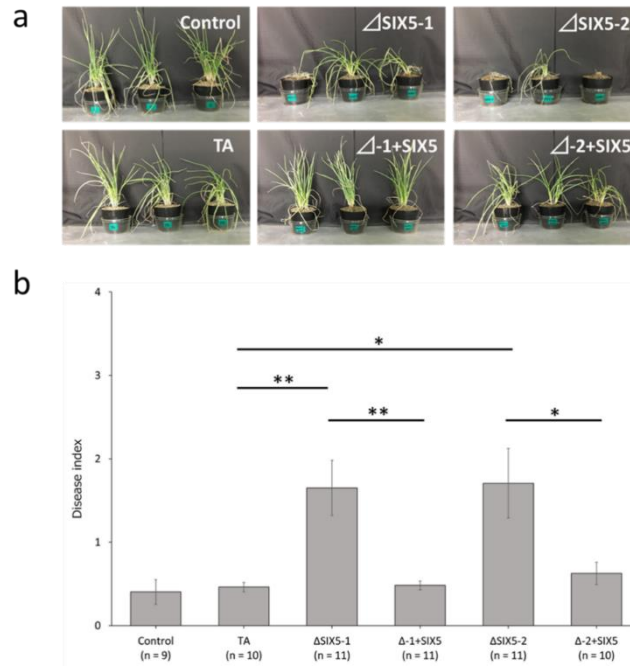 a
Control
⊿SIX5-1
⊿SIX5-2
TA
⊿-1+SIX5
⊿-2+SIX5
b
4
3
2
1
0
Disease index
*
**
**
*
Control
(n = 9)
TA
(n = 10)
ΔSIX5-1
(n = 11)
Δ-1+SIX5
(n = 11)
ΔSIX5-2
(n = 11)
Δ-2+SIX5
(n = 10)